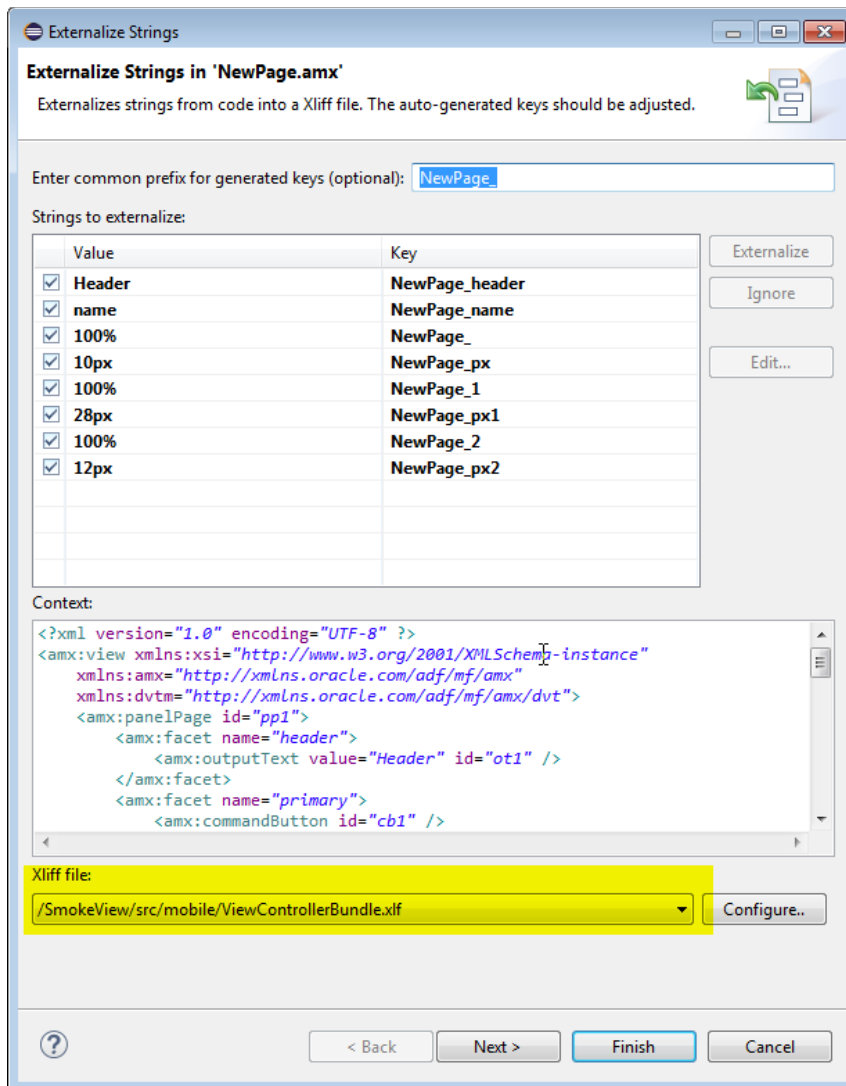 Externalize Strings
Externalize Strings in 'NewPage.amx'
Externalizes strings from code into a Xliff file. The auto-generated keys should be adjusted.
Enter common prefix for generated keys (optional): NewPage_
Strings to externalize:
Value Key Externalize
Header NewPage_header
Ignore
name NewPage_name
100% NewPage_
10px NewPage_px Edit...
100% NewPage_1
28px NewPage_px1
100% NewPage_2
12px NewPage_px2
Context:
<?xml version="1.0" encoding="UTF-8" ?>
<amx:view xmlns:xsi="http://www.w3.org/2001/XMLSchema-instance"
xmlns:amx="http://xmlns.oracle.com/adf/mf/amx"
xmlns:dvtm="http://xmlns.oracle.com/adf/mf/amx/dvt">
<amx:panelPage id="pp1">
<amx:facet name="header">
<amx:outputText value="Header" id="ot1" />
</amx:facet>
<amx:facet name="primary">
<amx:commandButton id="cb1" />
Xliff file:
/SmokeView/src/mobile/ViewControllerBundle.xlf Configure..
? < Back Next > Finish Cancel